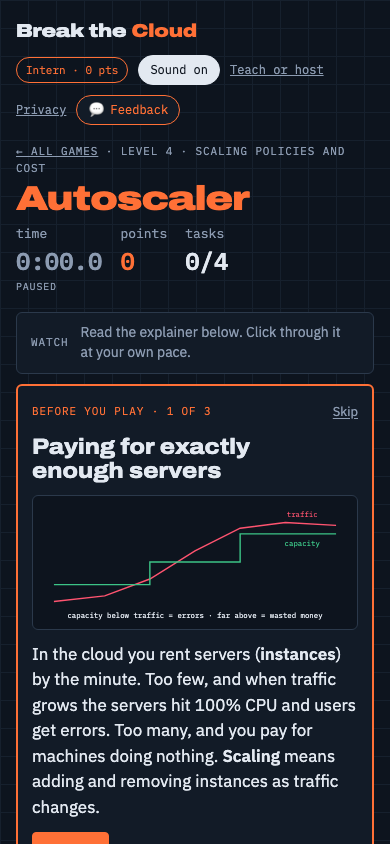 Break the Cloud
Intern · 0 pts
Sound on
Teach or host
Privacy
💬 Feedback
← ALL GAMES · LEVEL 4 · SCALING POLICIES AND
COST
Autoscaler
time points tasks
0:00.0 0 0/4
PAUSED
WATCH
Read the explainer below. Click through it
at your own pace.
BEFORE YOU PLAY · 1 OF 3
Skip
Paying for exactly
enough servers
traffic
capacity
capacity below traffic = errors · far above = wasted money
In the cloud you rent servers (instances)
by the minute. Too few, and when traffic
grows the servers hit 100% CPU and users
get errors. Too many, and you pay for
machines doing nothing. Scaling means
adding and removing instances as traffic
changes.